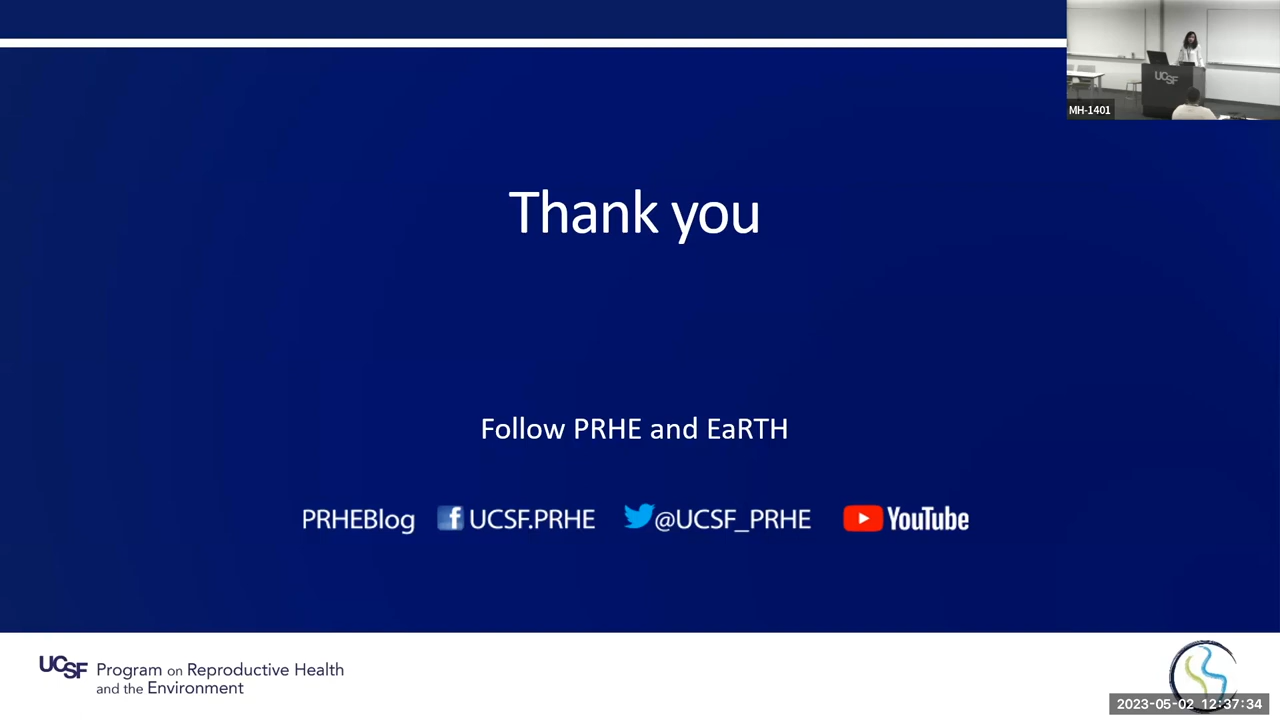 UCSF
MH-1401
Thank you
Follow PRHE and EaRTH
PRHEBlog
f UCSF.PRHE
@UCSF_PRHE
YouTube
UCSF Program on Reproductive Health
and the Environment
2023-05-02 12:37:34